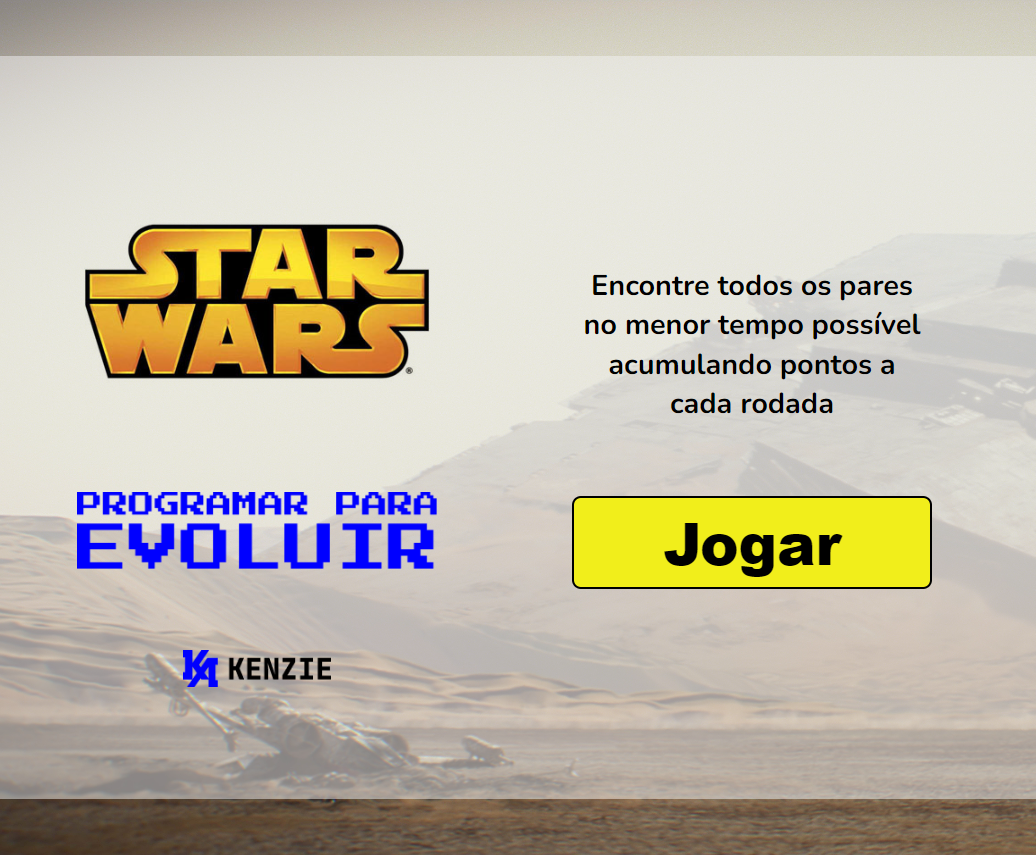 STAR
WARS
®
PROGRAMAR PARA
EVOLUIR
KA KENZIE
Encontre todos os pares
no menor tempo possível
acumulando pontos a
cada rodada
Jogar